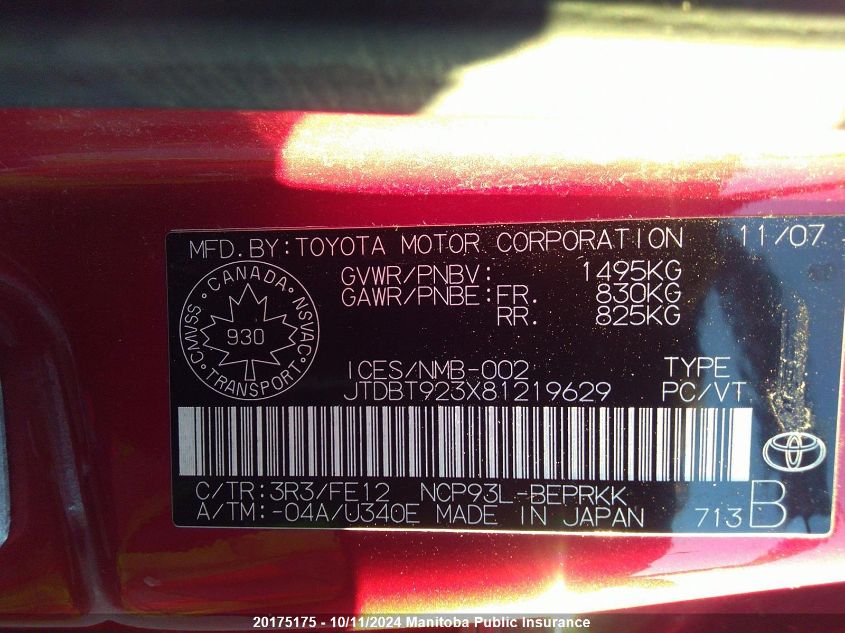 MFD.BY:TOYOTA MOTOR CORPORATION 11/07
GVWR/PNBV: 1495KG
GAWR/PNBE:FR. 830KG
RR. 825KG
CANADA
NSVAC
TRANSPORT
CMVSS
930
ICES/NMB-002 TYPE
JTDBT923X81219629 PC/VT
C/TR:3R3/FE12 NCP93L-BEPRKK
A/TM:-04A/U340E MADE IN JAPAN 713 B
20175175 - 10/11/2024 Manitoba Public Insurance